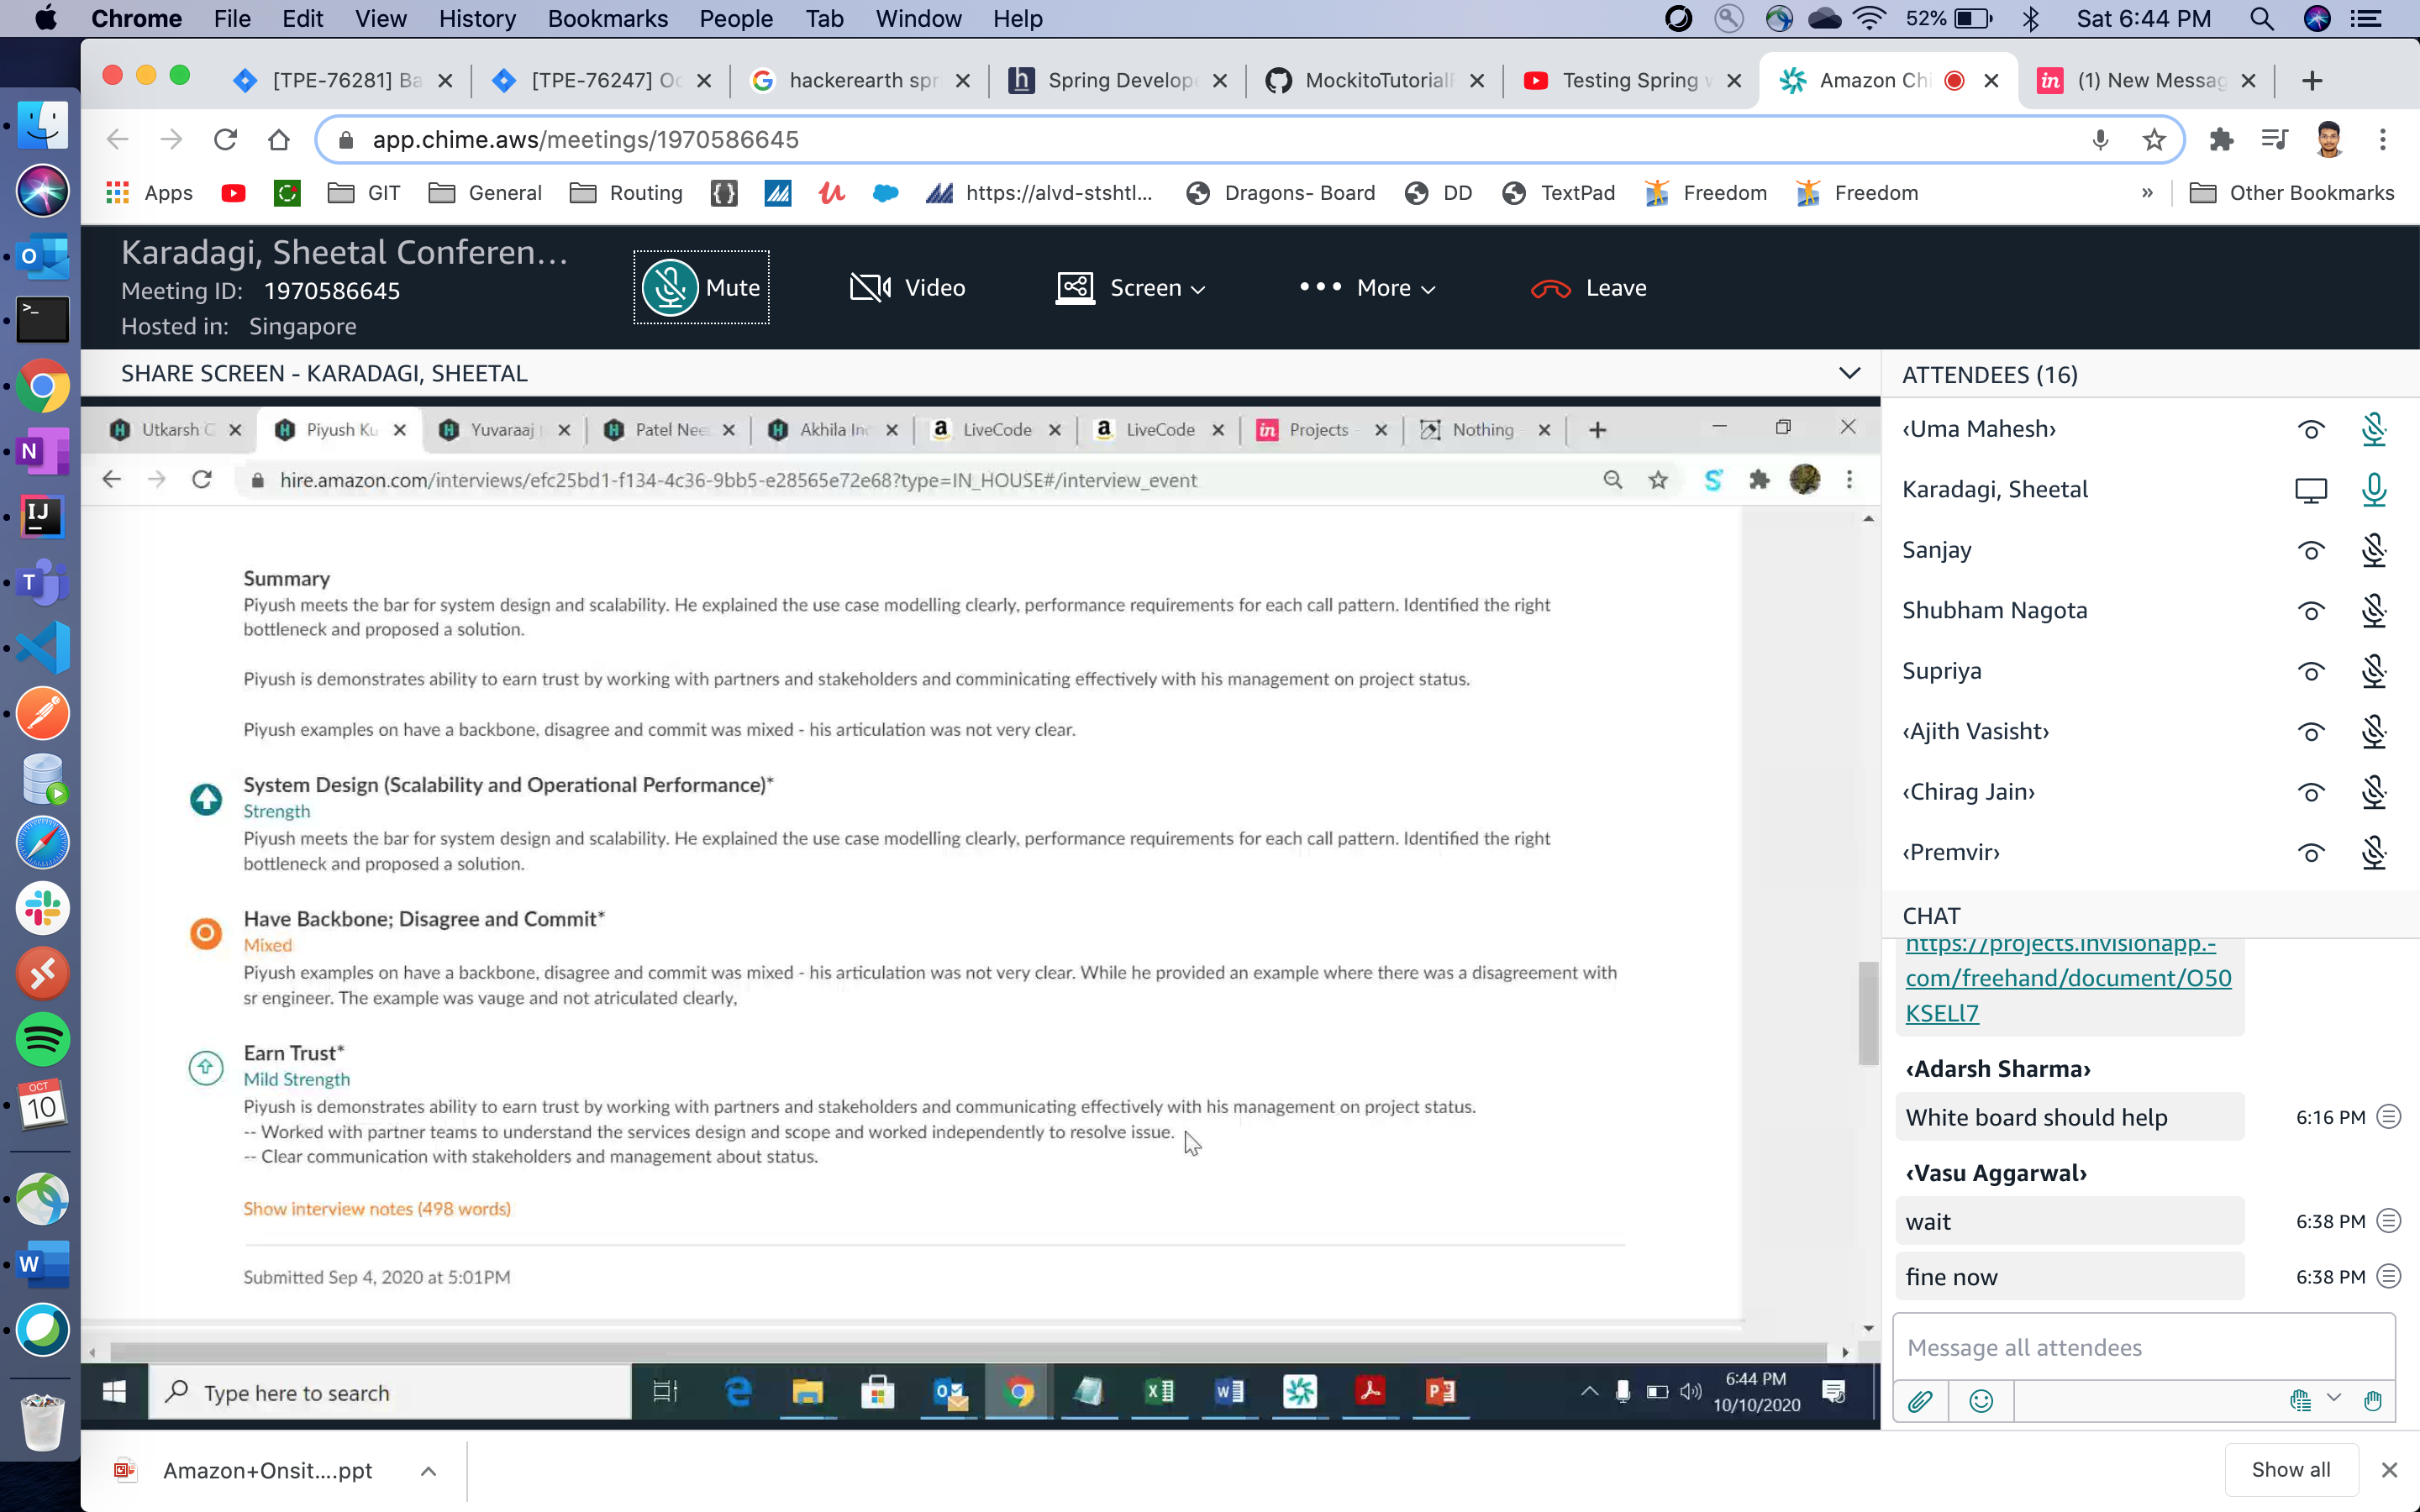 Chrome File Edit View History Bookmarks People Tab Window Help 52% Sat 6:44 PM
[TPE-76281] Ba [TPE-76247] Oc hackerearth spr Spring Develop MockitoTutorial Testing Spring Amazon Chi (1) New Messag
app.chime.aws/meetings/1970586645
Apps GIT General Routing https://alvd-stshtl... Dragons- Board DD TextPad Freedom Freedom » Other Bookmarks
Karadagi, Sheetal Conferen...
Meeting ID: 1970586645
Hosted in: Singapore
Mute Video Screen More Leave
SHARE SCREEN - KARADAGI, SHEETAL
Utkarsh Piyush Ku Yuvaraaj Patel Nee Akhila In LiveCode LiveCode Projects Nothing
hire.amazon.com/interviews/efc25bd1-f134-4c36-9bb5-e28565e72e68?type=IN_HOUSE#/interview_event
Summary
Piyush meets the bar for system design and scalability. He explained the use case modelling clearly, performance requirements for each call pattern. Identified the right
bottleneck and proposed a solution.
Piyush is demonstrates ability to earn trust by working with partners and stakeholders and comminicating effectively with his management on project status.
Piyush examples on have a backbone, disagree and commit was mixed - his articulation was not very clear.
System Design (Scalability and Operational Performance)*
Strength
Piyush meets the bar for system design and scalability. He explained the use case modelling clearly, performance requirements for each call pattern. Identified the right
bottleneck and proposed a solution.
Have Backbone; Disagree and Commit*
Mixed
Piyush examples on have a backbone, disagree and commit was mixed - his articulation was not very clear. While he provided an example where there was a disagreement with
sr engineer. The example was vauge and not atriculated clearly,
Earn Trust*
Mild Strength
Piyush is demonstrates ability to earn trust by working with partners and stakeholders and communicating effectively with his management on project status.
-- Worked with partner teams to understand the services design and scope and worked independently to resolve issue.
-- Clear communication with stakeholders and management about status.
Show interview notes (498 words)
Submitted Sep 4, 2020 at 5:01PM
Type here to search
6:44 PM
10/10/2020
ATTENDEES (16)
‹Uma Mahesh›
Karadagi, Sheetal
Sanjay
Shubham Nagota
Supriya
‹Ajith Vasisht›
‹Chirag Jain›
‹Premvir›
CHAT
https://projects.invisionapp.-
com/freehand/document/O50
KSELl7
‹Adarsh Sharma›
White board should help 6:16 PM
‹Vasu Aggarwal›
wait 6:38 PM
fine now 6:38 PM
Message all attendees
OCT
10
Amazon+Onsit....ppt
Show all